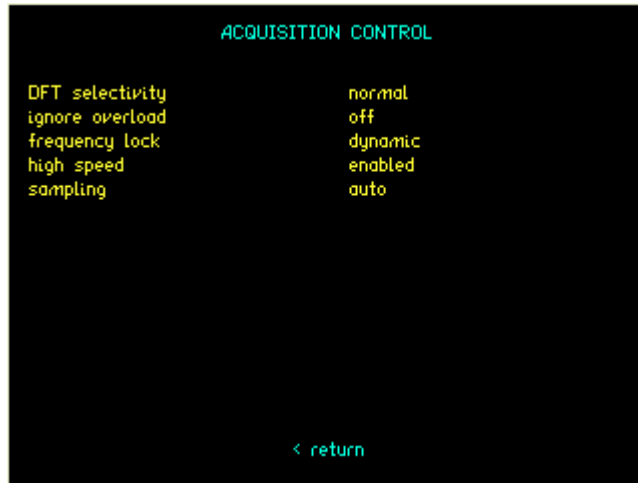 ACQUISITION CONTROL
DFT selectivity normal
ignore overload off
frequency lock dynamic
high speed enabled
sampling auto
< return